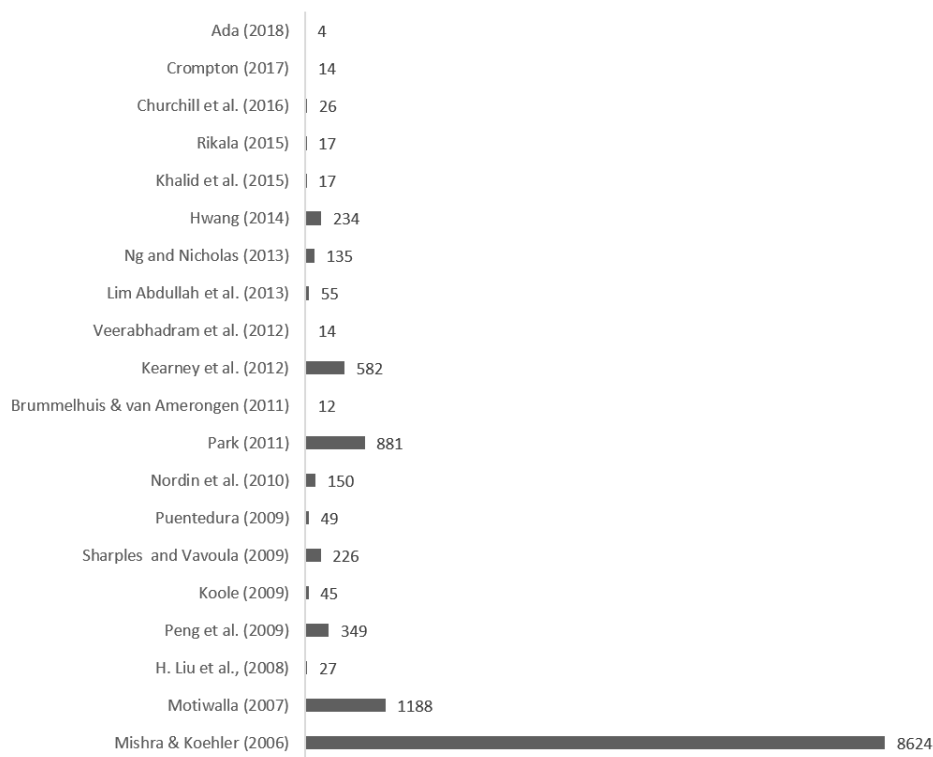 Ada (2018) 4
Crompton (2017) 14
Churchill et al. (2016) 26
Rikala (2015) 17
Khalid et al. (2015) 17
Hwang (2014) 234
Ng and Nicholas (2013) 135
Lim Abdullah et al. (2013) 55
Veerabhadram et al. (2012) 14
Kearney et al. (2012) 582
Brummelhuis & van Amerongen (2011) 12
Park (2011) 881
Nordin et al. (2010) 150
Puentedura (2009) 49
Sharples and Vavoula (2009) 226
Koole (2009) 45
Peng et al. (2009) 349
H. Liu et al., (2008) 27
Motiwalla (2007) 1188
Mishra & Koehler (2006) 8624